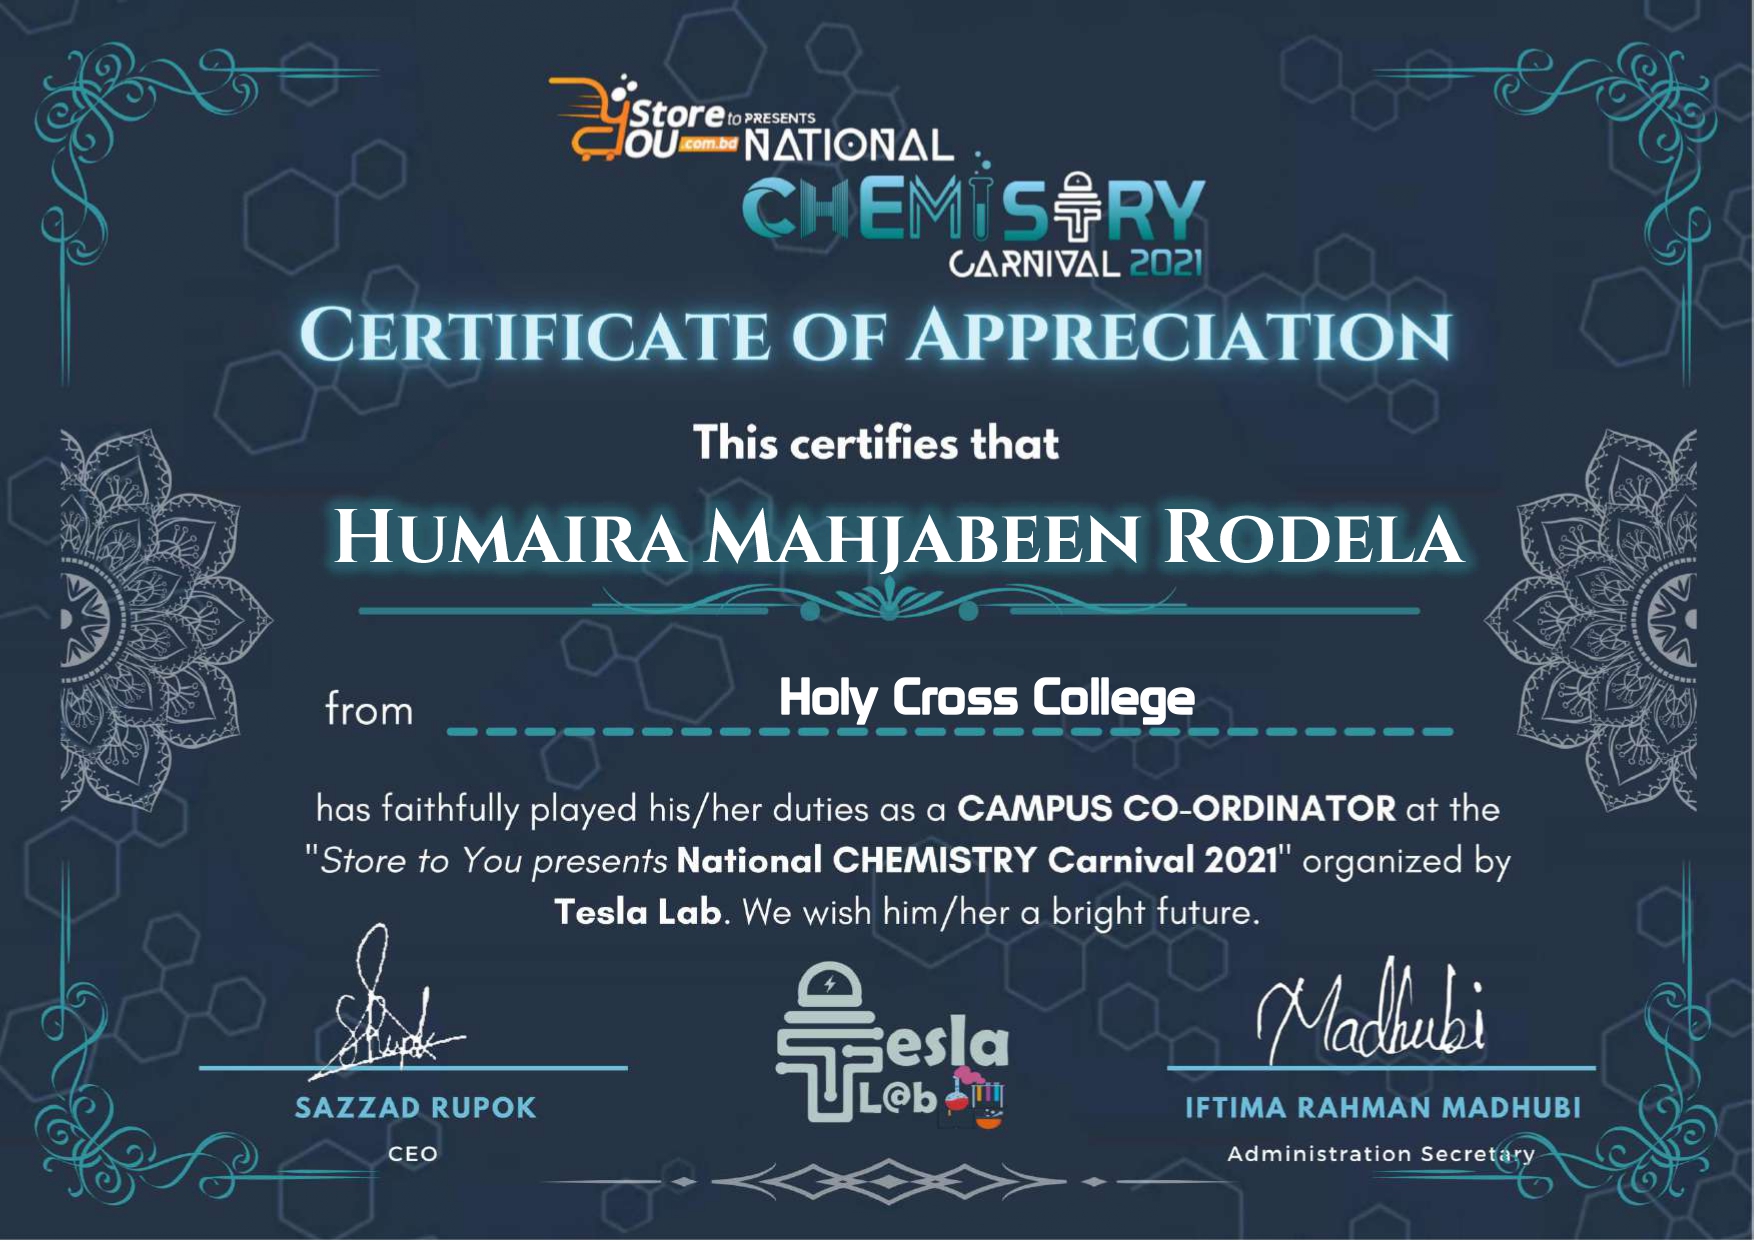 Store to PRESENTS
YOU .com.bd NATIONAL
CHEMISTRY
CARNIVAL 2021
CERTIFICATE OF APPRECIATION
This certifies that
HUMAIRA MAHJABEEN RODELA
from Holy Cross College
has faithfully played his/her duties as a CAMPUS CO-ORDINATOR at the
"Store to You presents National CHEMISTRY Carnival 2021" organized by
Tesla Lab. We wish him/her a bright future.
Rupok
Madhubi
Tesla
L@b
SAZZAD RUPOK
IFTIMA RAHMAN MADHUBI
CEO
Administration Secretary